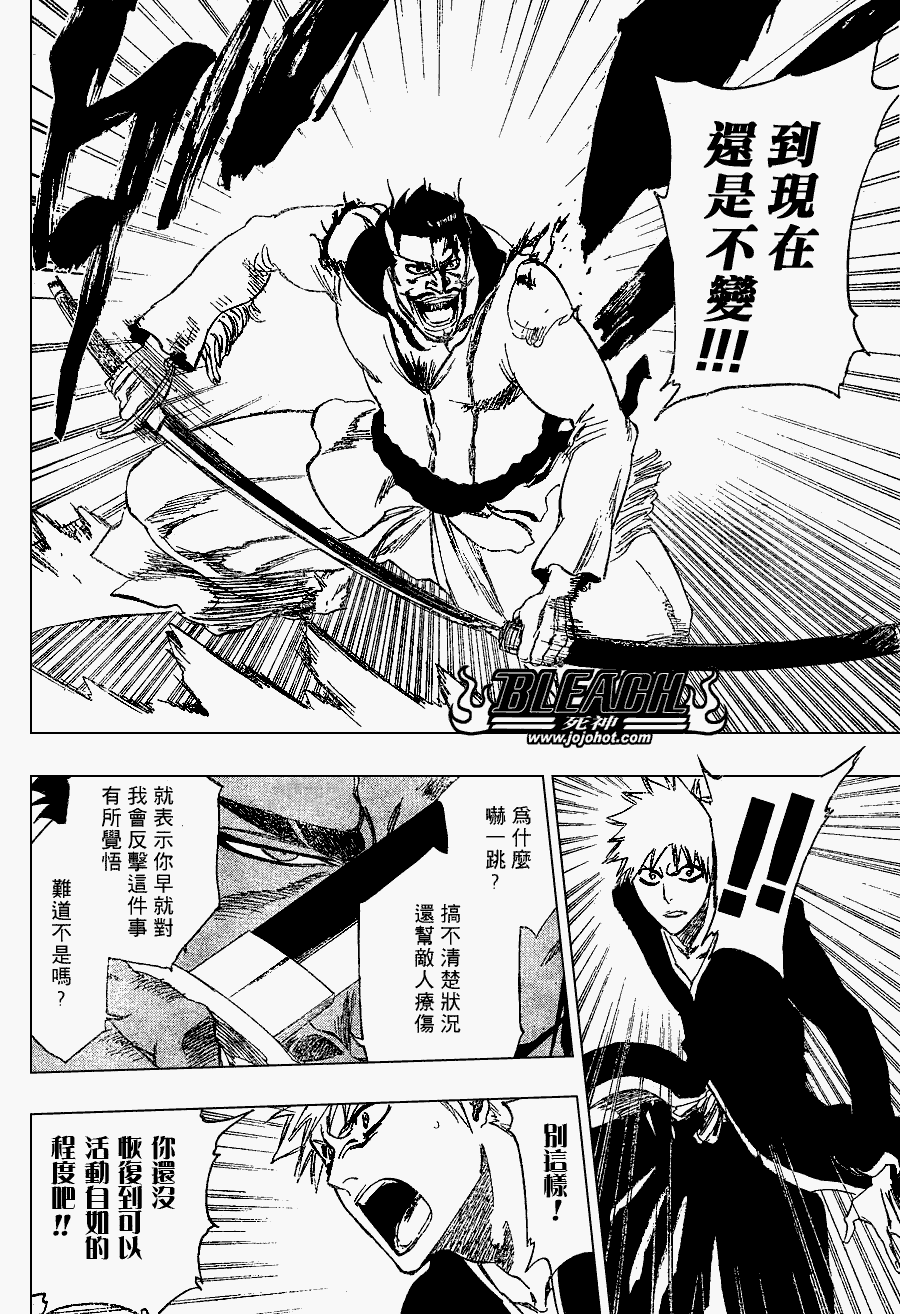 到現在
還是不變!!!
ド
BLEACH
死神
www.jojohot.com
!!
爲什麼
嚇一跳?
搞不清楚狀況
還幫敵人療傷
就表示你早就對
我會反擊這件事
有所覺悟
難道不是嗎?
別這樣!
你還没
恢復到可以
活動自如的
程度吧!!